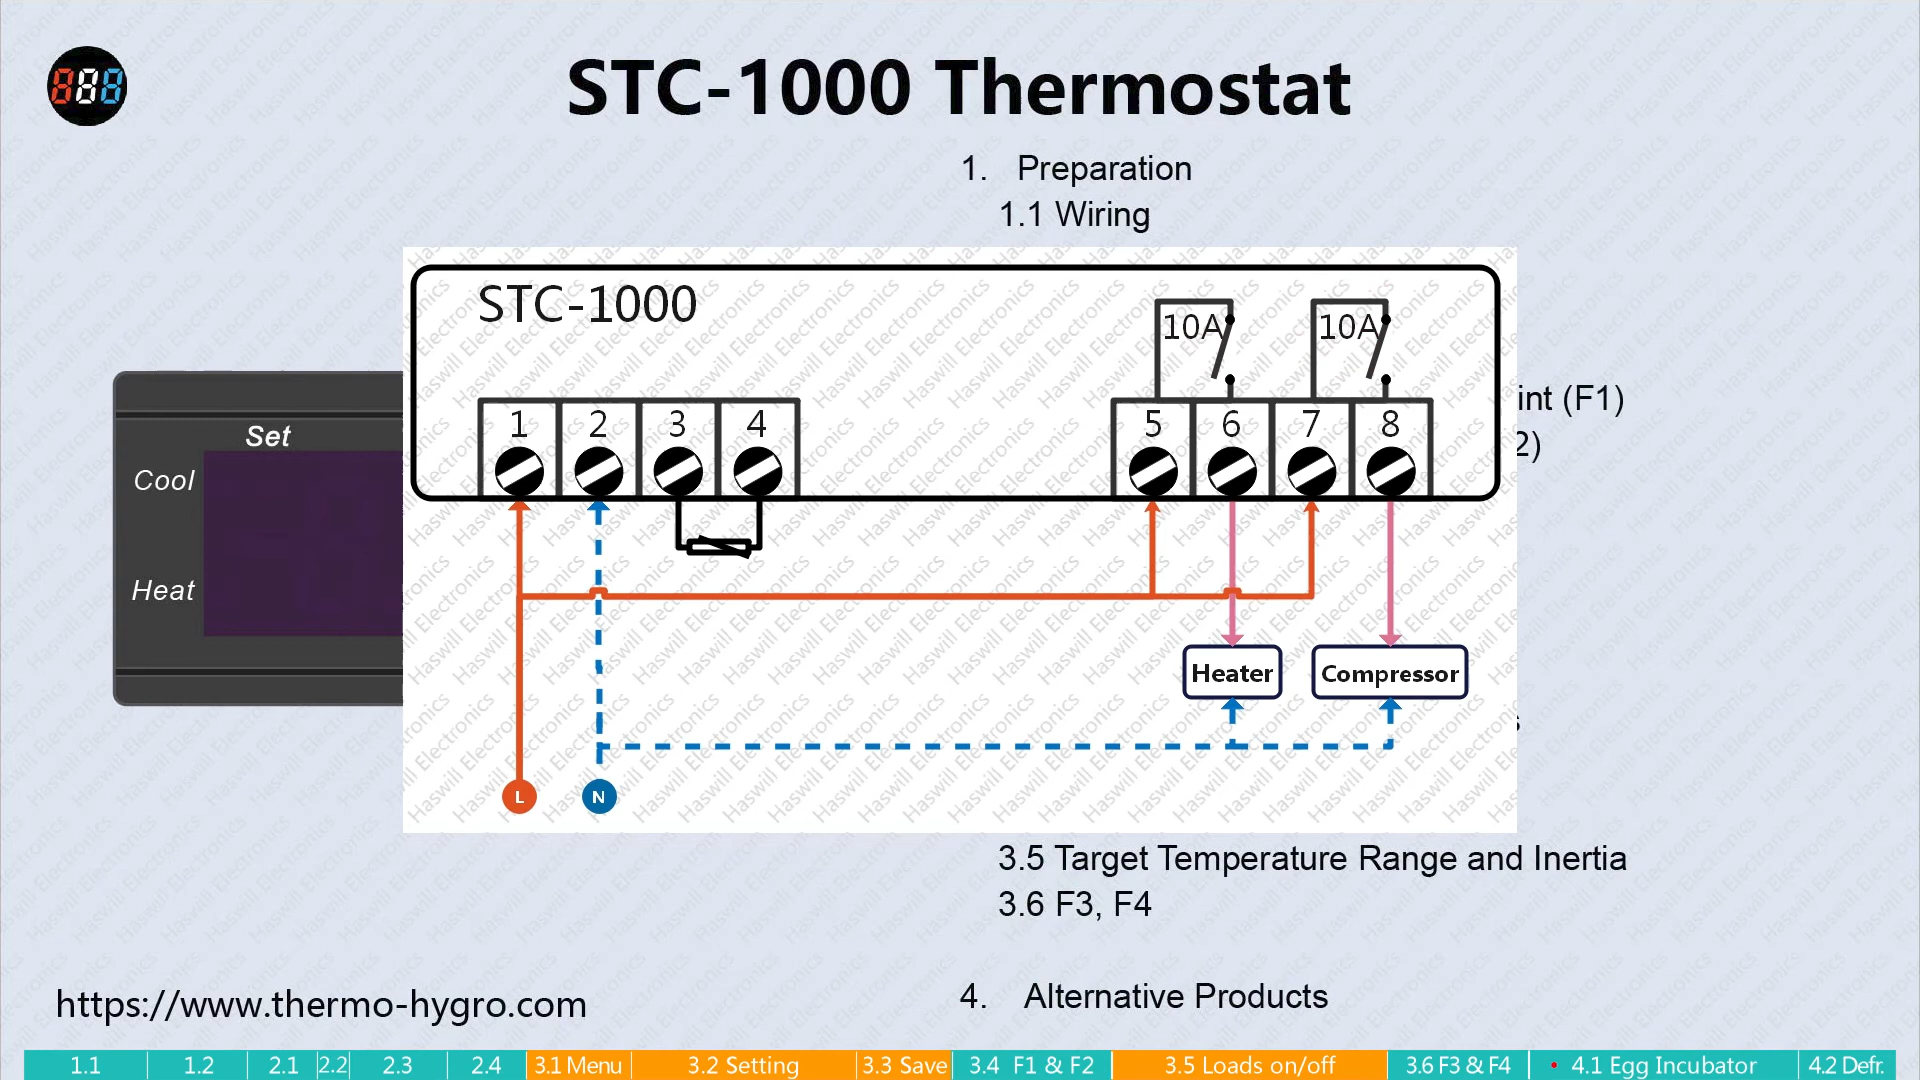 888
STC-1000 Thermostat
1. Preparation
1.1 Wiring
STC-1000
10A 10A
1 2 3 4 5 6 7 8
int (F1)
2)
Set
Cool
Heat
Heater Compressor
s
L N
3.5 Target Temperature Range and Inertia
3.6 F3, F4
4. Alternative Products
https://www.thermo-hygro.com
1.1 1.2 2.1 2.2 2.3 2.4 3.1 Menu 3.2 Setting 3.3 Save 3.4 F1 & F2 3.5 Loads on/off 3.6 F3 & F4 4.1 Egg Incubator 4.2 Defr.
Haswill Electronics